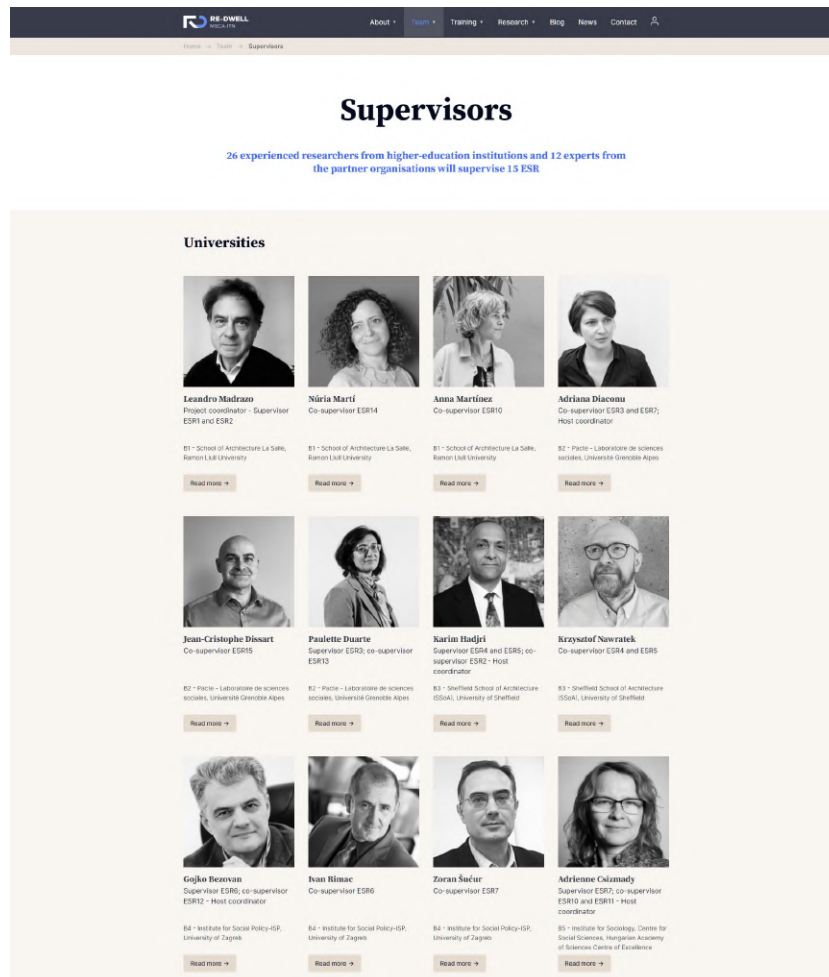 RE-DWELL
MSCA-ITN
About
Team
Training
Research
Blog
News
Contact
Home → Team → Supervisors
Supervisors
26 experienced researchers from higher-education institutions and 12 experts from
the partner organisations will supervise 15 ESR
Universities
Leandro Madrazo
Project coordinator - Supervisor
ESR1 and ESR2
B1 - School of Architecture La Salle,
Ramon Llull University
Read more →
Núria Martí
Co-supervisor ESR14
B1 - School of Architecture La Salle,
Ramon Llull University
Read more →
Anna Martínez
Co-supervisor ESR10
B1 - School of Architecture La Salle,
Ramon Llull University
Read more →
Adriana Diaconu
Co-supervisor ESR3 and ESR7;
Host coordinator
B2 - Pacte - Laboratoire de sciences
sociales, Université Grenoble Alpes
Read more →
Jean-Cristophe Dissart
Co-supervisor ESR15
B2 - Pacte - Laboratoire de sciences
sociales, Université Grenoble Alpes
Read more →
Paulette Duarte
Supervisor ESR3; co-supervisor
ESR13
B2 - Pacte - Laboratoire de sciences
sociales, Université Grenoble Alpes
Read more →
Karim Hadjri
Supervisor ESR4 and ESR5; co-
supervisor ESR2 - Host
coordinator
B3 - Sheffield School of Architecture
(SSoA), University of Sheffield
Read more →
Krzysztof Nawratek
Co-supervisor ESR4 and ESR5
B3 - Sheffield School of Architecture
(SSoA), University of Sheffield
Read more →
Gojko Bezovan
Supervisor ESR6; co-supervisor
ESR12 - Host coordinator
B4 - Institute for Social Policy-ISP,
University of Zagreb
Read more →
Ivan Rimac
Co-supervisor ESR6
B4 - Institute for Social Policy-ISP,
University of Zagreb
Read more →
Zoran Šućur
Co-supervisor ESR7
B4 - Institute for Social Policy-ISP,
University of Zagreb
Read more →
Adrienne Csizmady
Supervisor ESR7; co-supervisor
ESR10 and ESR11 - Host
coordinator
B5 - Institute for Sociology, Centre for
Social Sciences, Hungarian Academy
of Sciences Centre of Excellence
Read more →